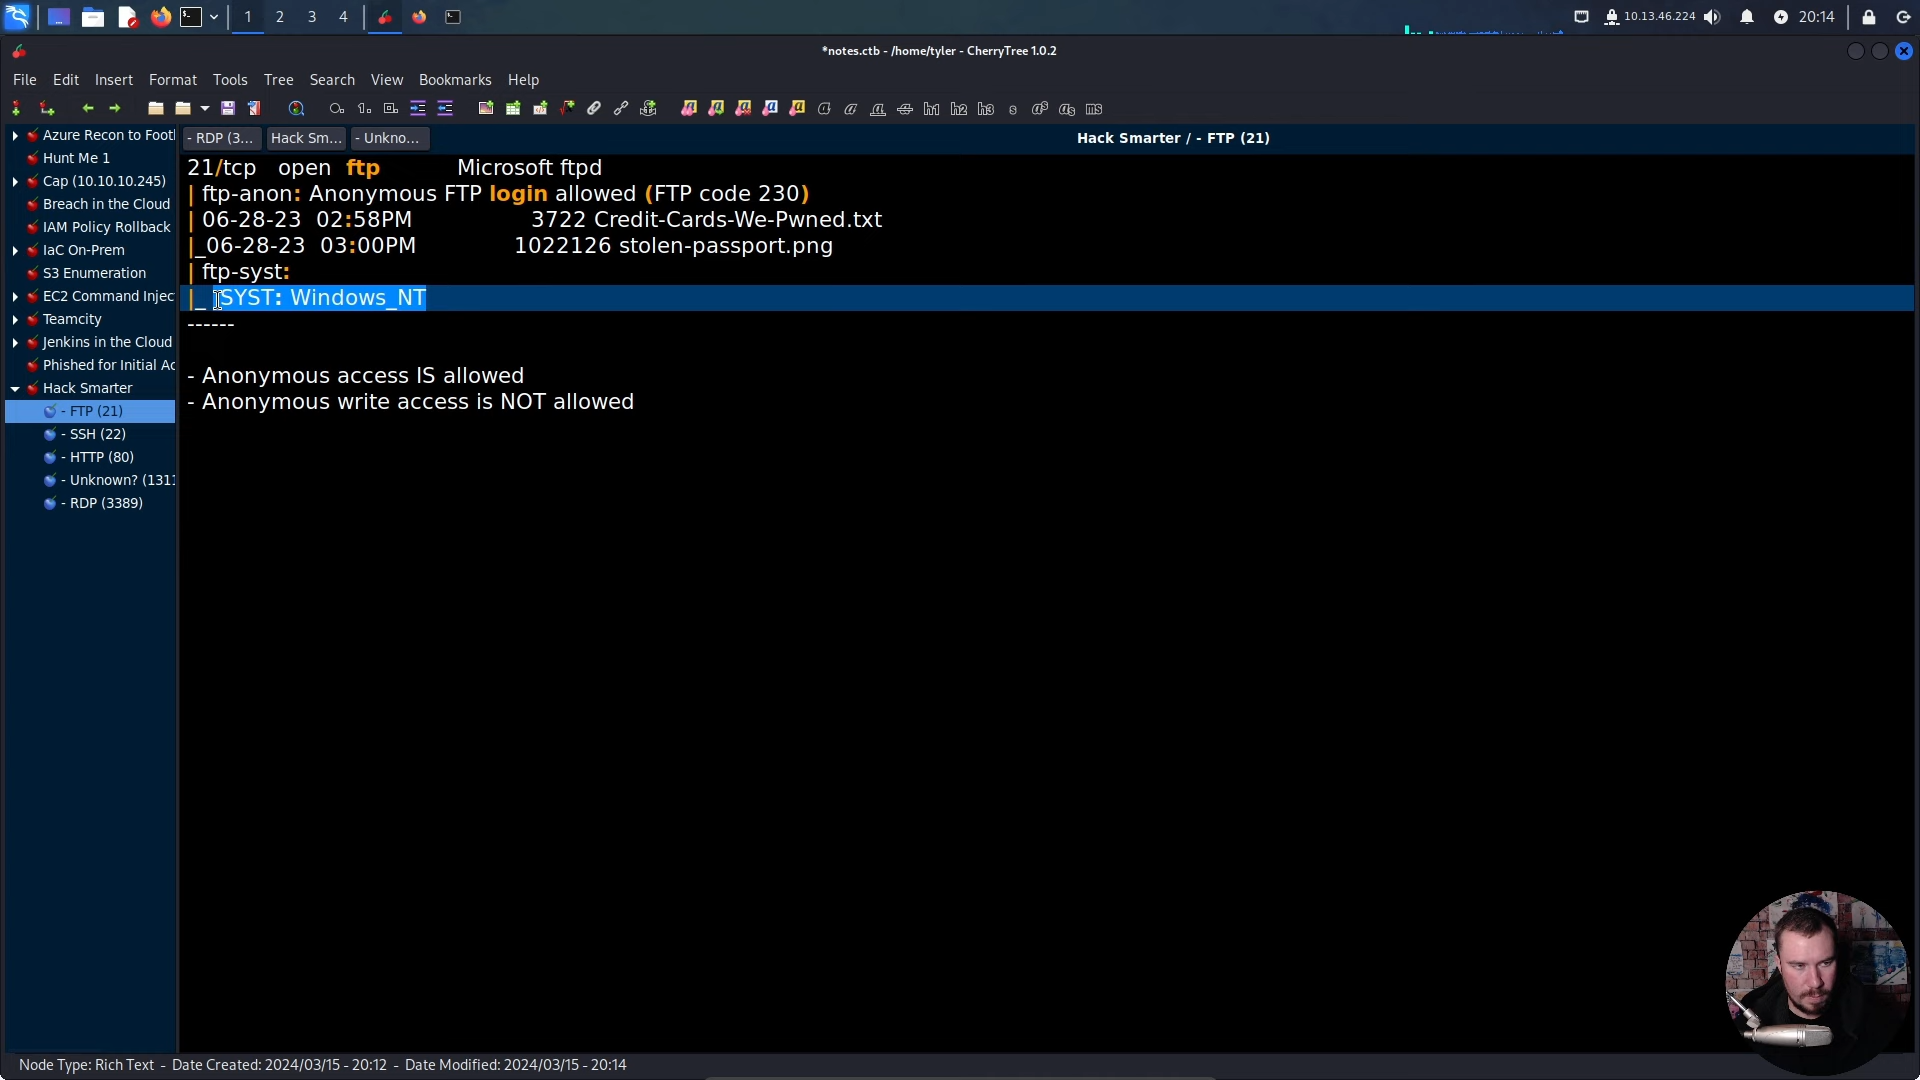 1 2 3 4
10.13.46.224
20:14
*notes.ctb - /home/tyler - CherryTree 1.0.2
File Edit Insert Format Tools Tree Search View Bookmarks Help
h1 h2 h3 s a a ms
Azure Recon to Foot
Hunt Me 1
Cap (10.10.10.245)
Breach in the Cloud
IAM Policy Rollback
IaC On-Prem
S3 Enumeration
EC2 Command Injec
Teamcity
Jenkins in the Cloud
Phished for Initial Ac
Hack Smarter
- FTP (21)
- SSH (22)
- HTTP (80)
- Unknown? (1311
- RDP (3389)
- RDP (3... Hack Sm... - Unkno...
Hack Smarter / - FTP (21)
21/tcp open ftp Microsoft ftpd
| ftp-anon: Anonymous FTP login allowed (FTP code 230)
| 06-28-23 02:58PM 3722 Credit-Cards-We-Pwned.txt
|_06-28-23 03:00PM 1022126 stolen-passport.png
| ftp-syst:
|_ SYST: Windows_NT
------
- Anonymous access IS allowed
- Anonymous write access is NOT allowed
Node Type: Rich Text - Date Created: 2024/03/15 - 20:12 - Date Modified: 2024/03/15 - 20:14